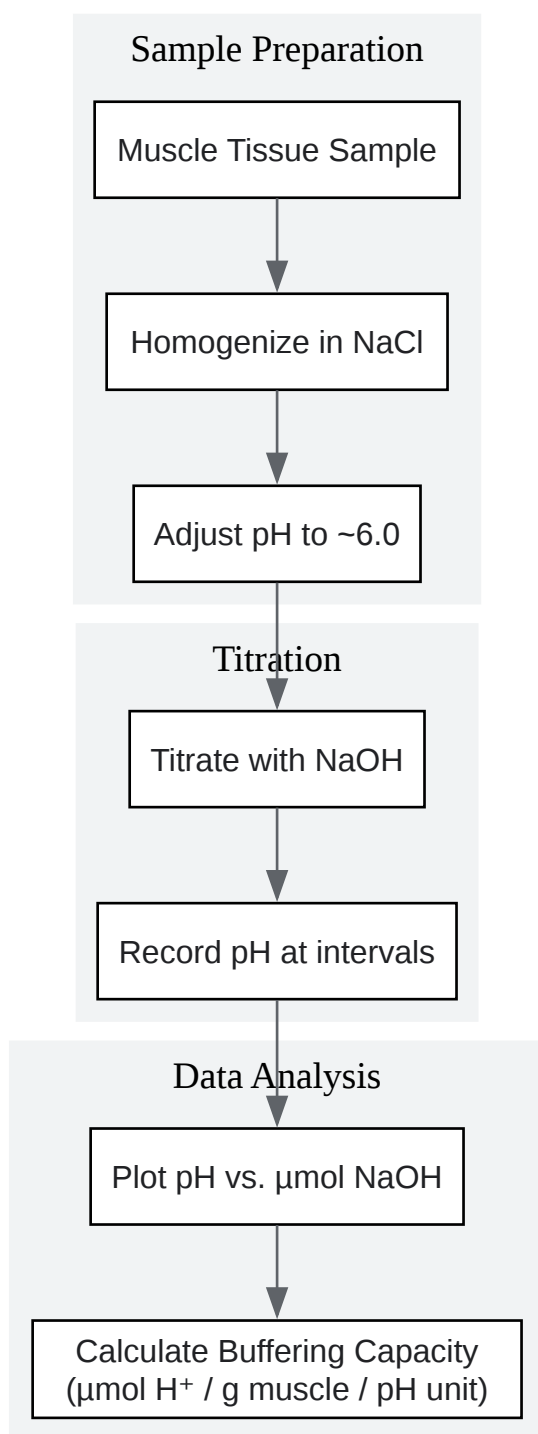 Sample Preparation
Muscle Tissue Sample
Homogenize in NaCl
Adjust pH to ~6.0
Titration
Titrate with NaOH
Record pH at intervals
Data Analysis
Plot pH vs. µmol NaOH
Calculate Buffering Capacity
(µmol H⁺ / g muscle / pH unit)